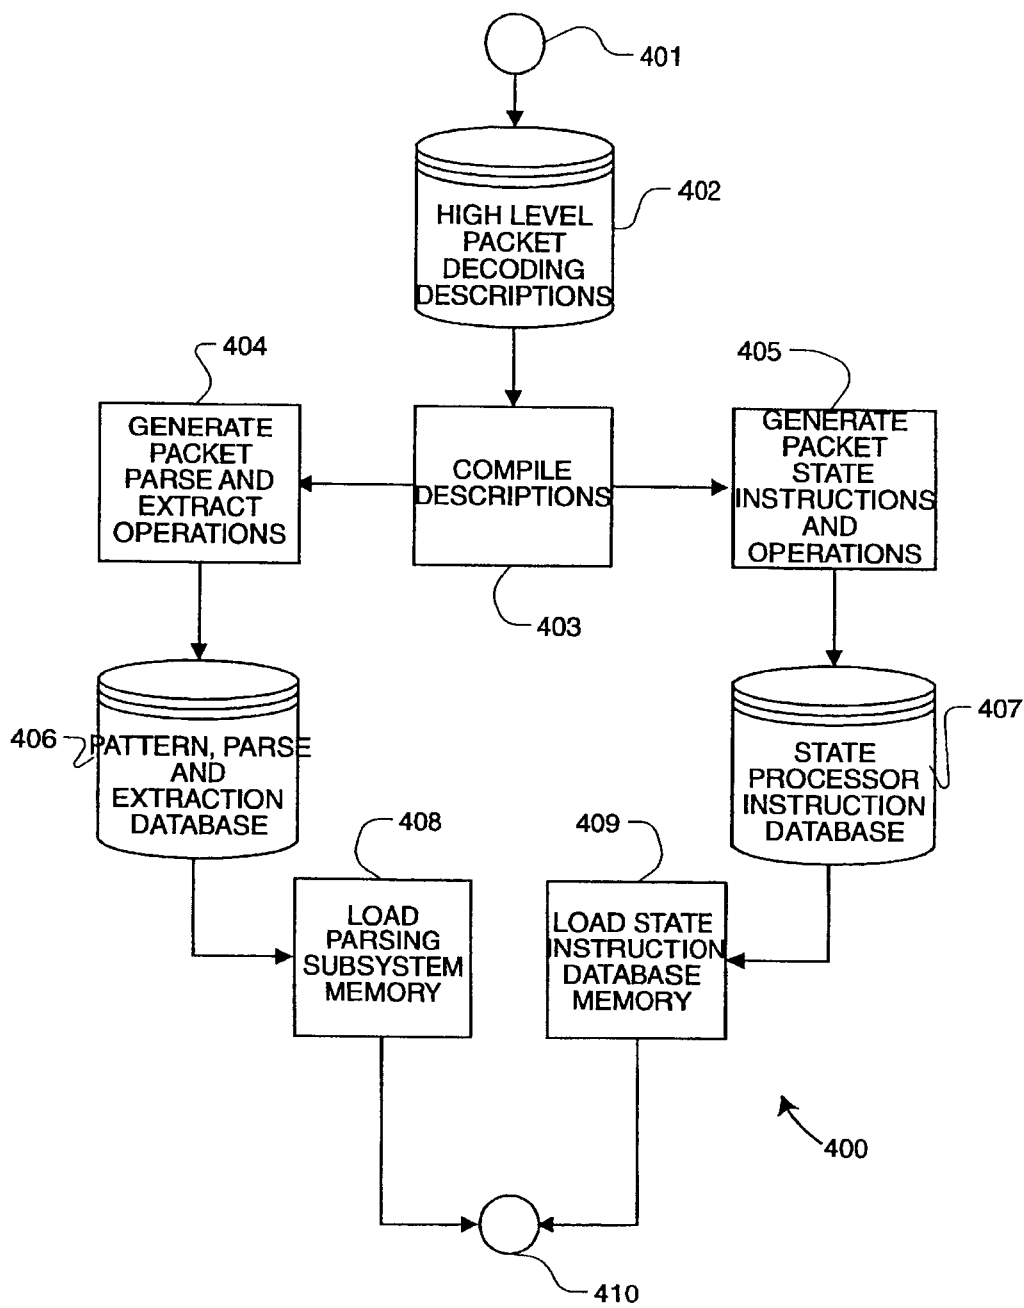 401
402
HIGH LEVEL
PACKET
DECODING
DESCRIPTIONS
404
405
GENERATE
PACKET
PARSE AND
EXTRACT
OPERATIONS
COMPILE
DESCRIPTIONS
GENERATE
PACKET
STATE
INSTRUCTIONS
AND
OPERATIONS
403
406
PATTERN, PARSE
AND
EXTRACTION
DATABASE
407
STATE
PROCESSOR
INSTRUCTION
DATABASE
408
409
LOAD
PARSING
SUBSYSTEM
MEMORY
LOAD STATE
INSTRUCTION
DATABASE
MEMORY
400
410